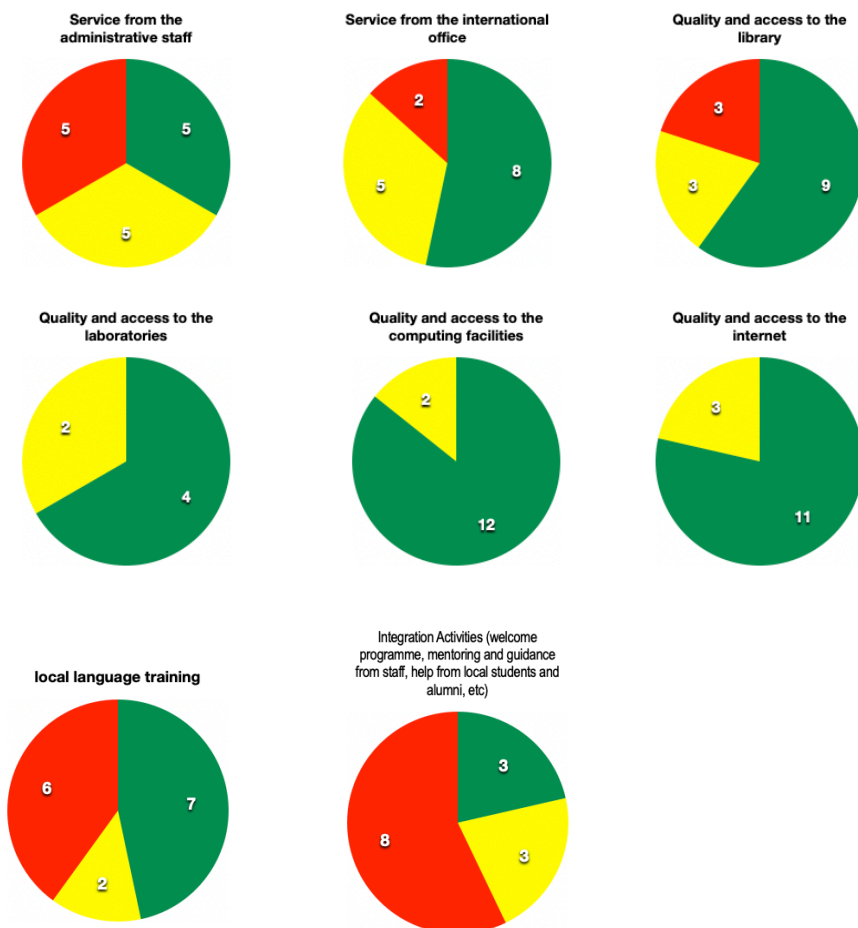 Service from the
administrative staff
5
5
5
Service from the international
office
2
8
5
Quality and access to the
library
3
3
9
Quality and access to the
laboratories
2
4
Quality and access to the
computing facilities
2
12
Quality and access to the
internet
3
11
local language training
6
7
2
Integration Activities (welcome
programme, mentoring and guidance
from staff, help from local students and
alumni, etc)
3
8
3